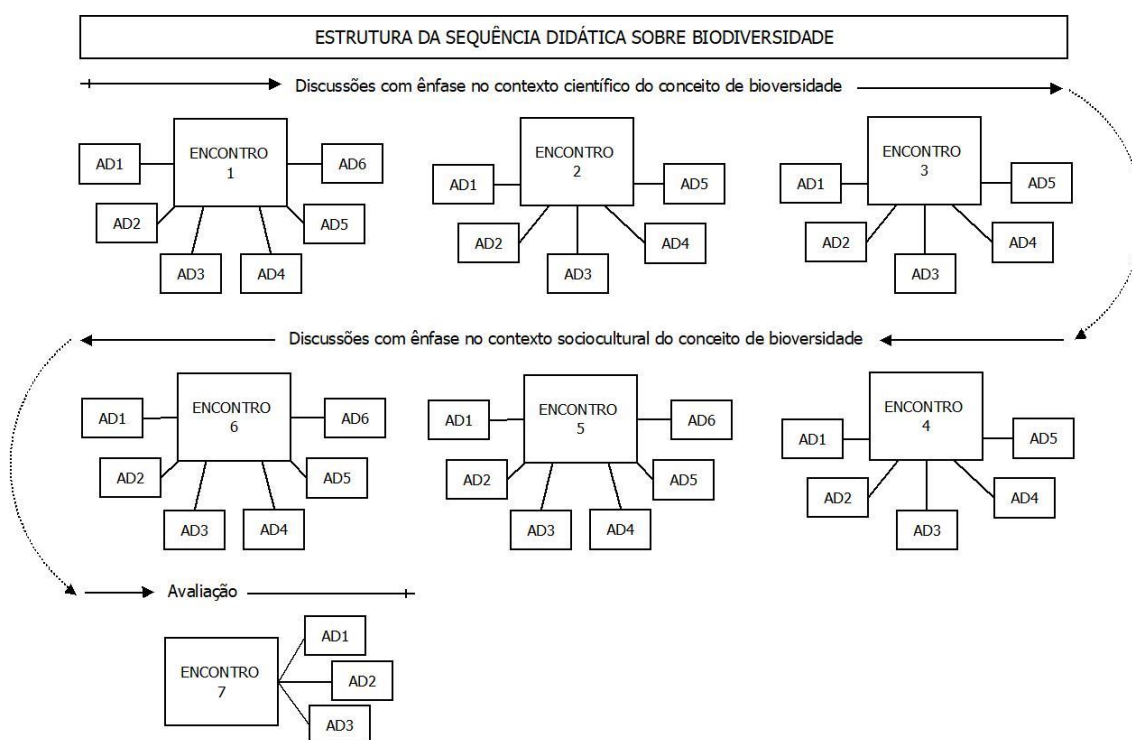 ESTRUTURA DA SEQUÊNCIA DIDÁTICA SOBRE BIODIVERSIDADE
Discussões com ênfase no contexto científico do conceito de bioversidade
ENCONTRO
1
AD1
AD2
AD3
AD4
AD5
AD6
ENCONTRO
2
AD1
AD2
AD3
AD4
AD5
ENCONTRO
3
AD1
AD2
AD3
AD4
AD5
Discussões com ênfase no contexto sociocultural do conceito de bioversidade
ENCONTRO
4
AD1
AD2
AD3
AD4
AD5
ENCONTRO
5
AD1
AD2
AD3
AD4
AD5
AD6
ENCONTRO
6
AD1
AD2
AD3
AD4
AD5
AD6
Avaliação
ENCONTRO
7
AD1
AD2
AD3